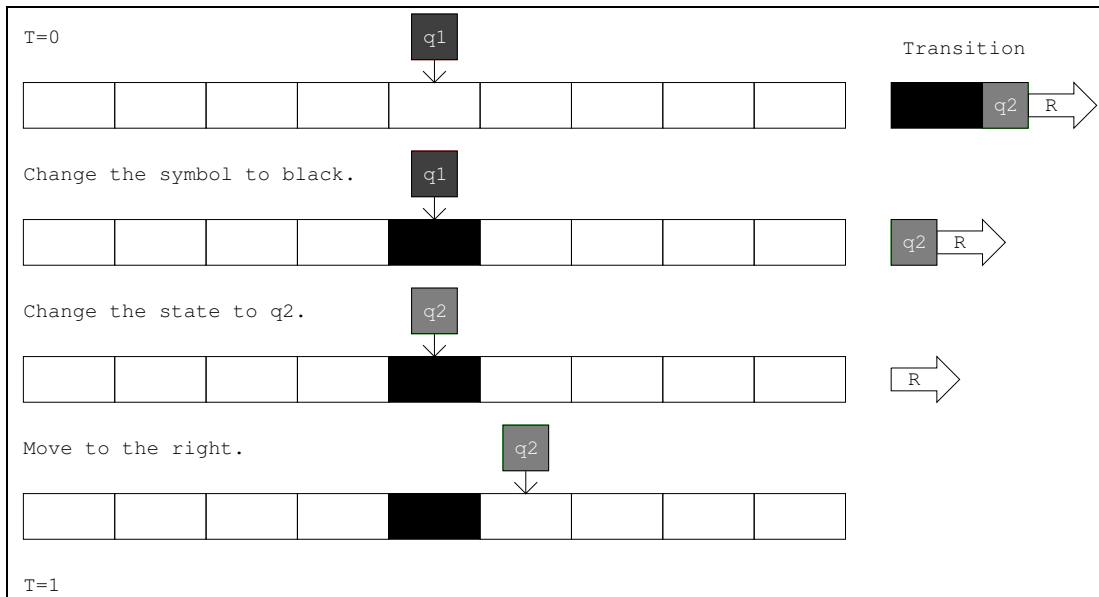 T=0
q1
Transition
q2
R
Change the symbol to black.
q1
q2
R
Change the state to q2.
q2
R
Move to the right.
q2
T=1